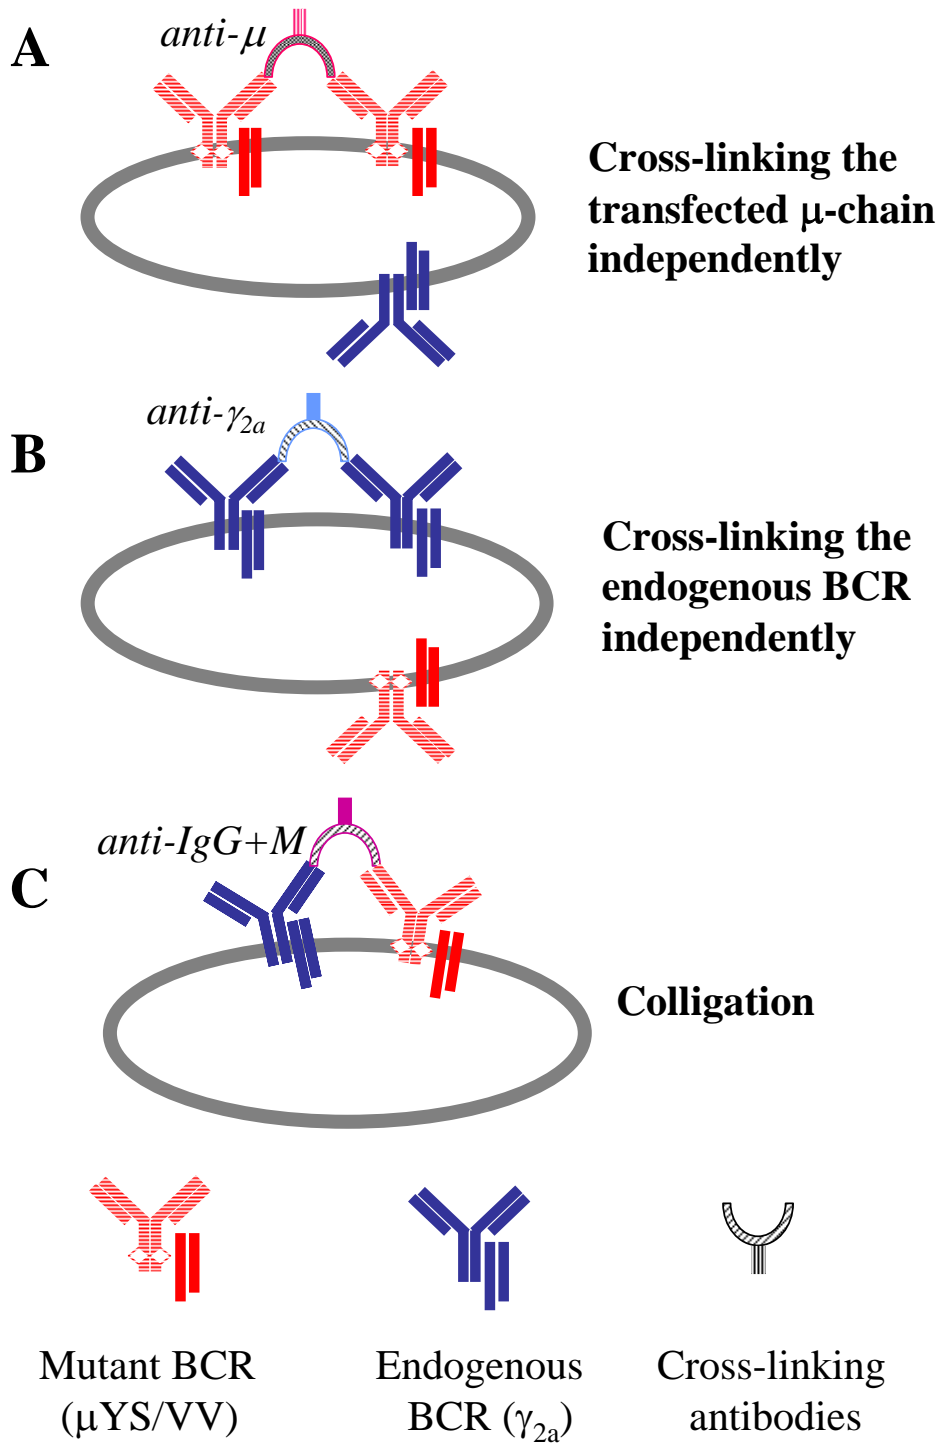 A
anti-μ
Cross-linking the
transfected μ-chain
independently
anti-γ2a
B
Cross-linking the
endogenous BCR
independently
anti-IgG+M
C
Colligation
Mutant BCR
(μYS/VV)
Endogenous
BCR (γ2a)
Cross-linking
antibodies